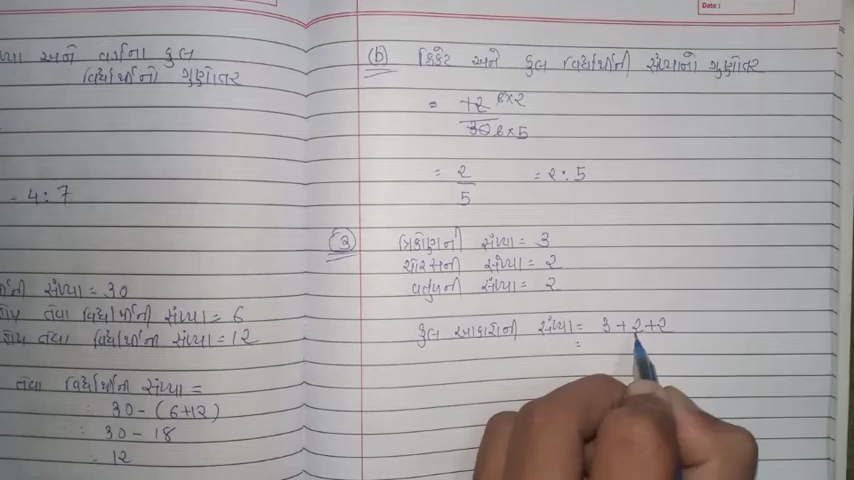 અને વર્ગના કુલ
વિદ્યાર્થીનો ગુણોત્તર
= 4 : 7
સંખ્યા = 30
તેવા વિદ્યાર્થીની સંખ્યા = 6
તેવા વિદ્યાર્થીની સંખ્યા = 12
તેવા વિદ્યાર્થીની સંખ્યા =
30 - (6+12)
: 30 - 18
= 12
Date :
(b) ક્રિકેટ અને કુલ વિદ્યાર્થીની સંખ્યાનો ગુણોત્તર
= 12 6×2
30 6×5
= 2 = 2 : 5
5
(3) ત્રિકોણની સંખ્યા = 3
ચોરસની સંખ્યા = 2
વર્તુળની સંખ્યા = 2
કુલ આકારોની સંખ્યા = 3+2+2
=